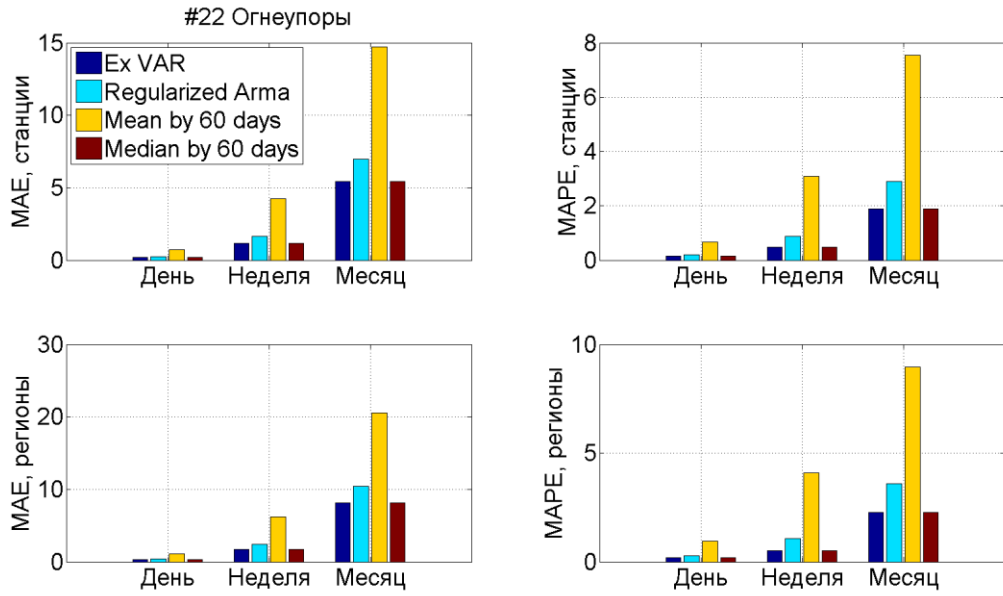 #22 Огнеупоры
MAE, станции
15
10
5
0
Ex VAR
Regularized Arma
Mean by 60 days
Median by 60 days
День Неделя Месяц
MAPE, станции
8
6
4
2
0
День Неделя Месяц
MAE, регионы
30
20
10
0
День Неделя Месяц
MAPE, регионы
10
5
0
День Неделя Месяц